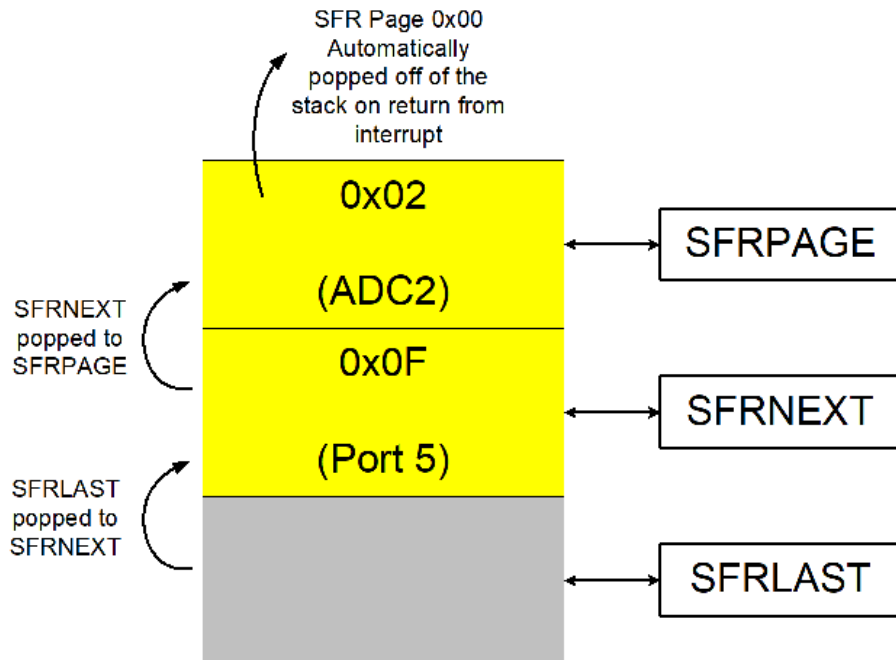 SFR Page 0x00
Automatically
popped off of the
stack on return from
interrupt
0x02
(ADC2)
SFRPAGE
SFRNEXT
popped to
SFRPAGE
0x0F
(Port 5)
SFRNEXT
SFRLAST
popped to
SFRNEXT
SFRLAST